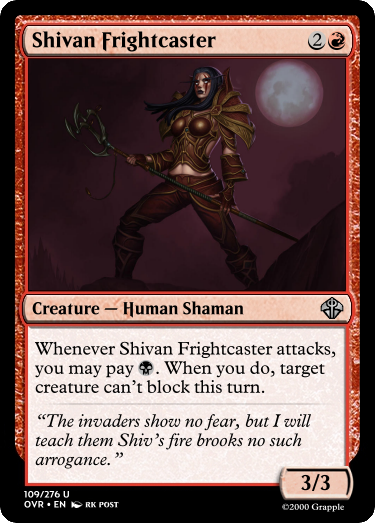 Shivan Frightcaster 2
Creature — Human Shaman
Whenever Shivan Frightcaster attacks,
you may pay . When you do, target
creature can't block this turn.
"The invaders show no fear, but I will
teach them Shiv's fire brooks no such
arrogance."
3/3
109/276 U
OVR • EN RK POST
©2000 Grapple